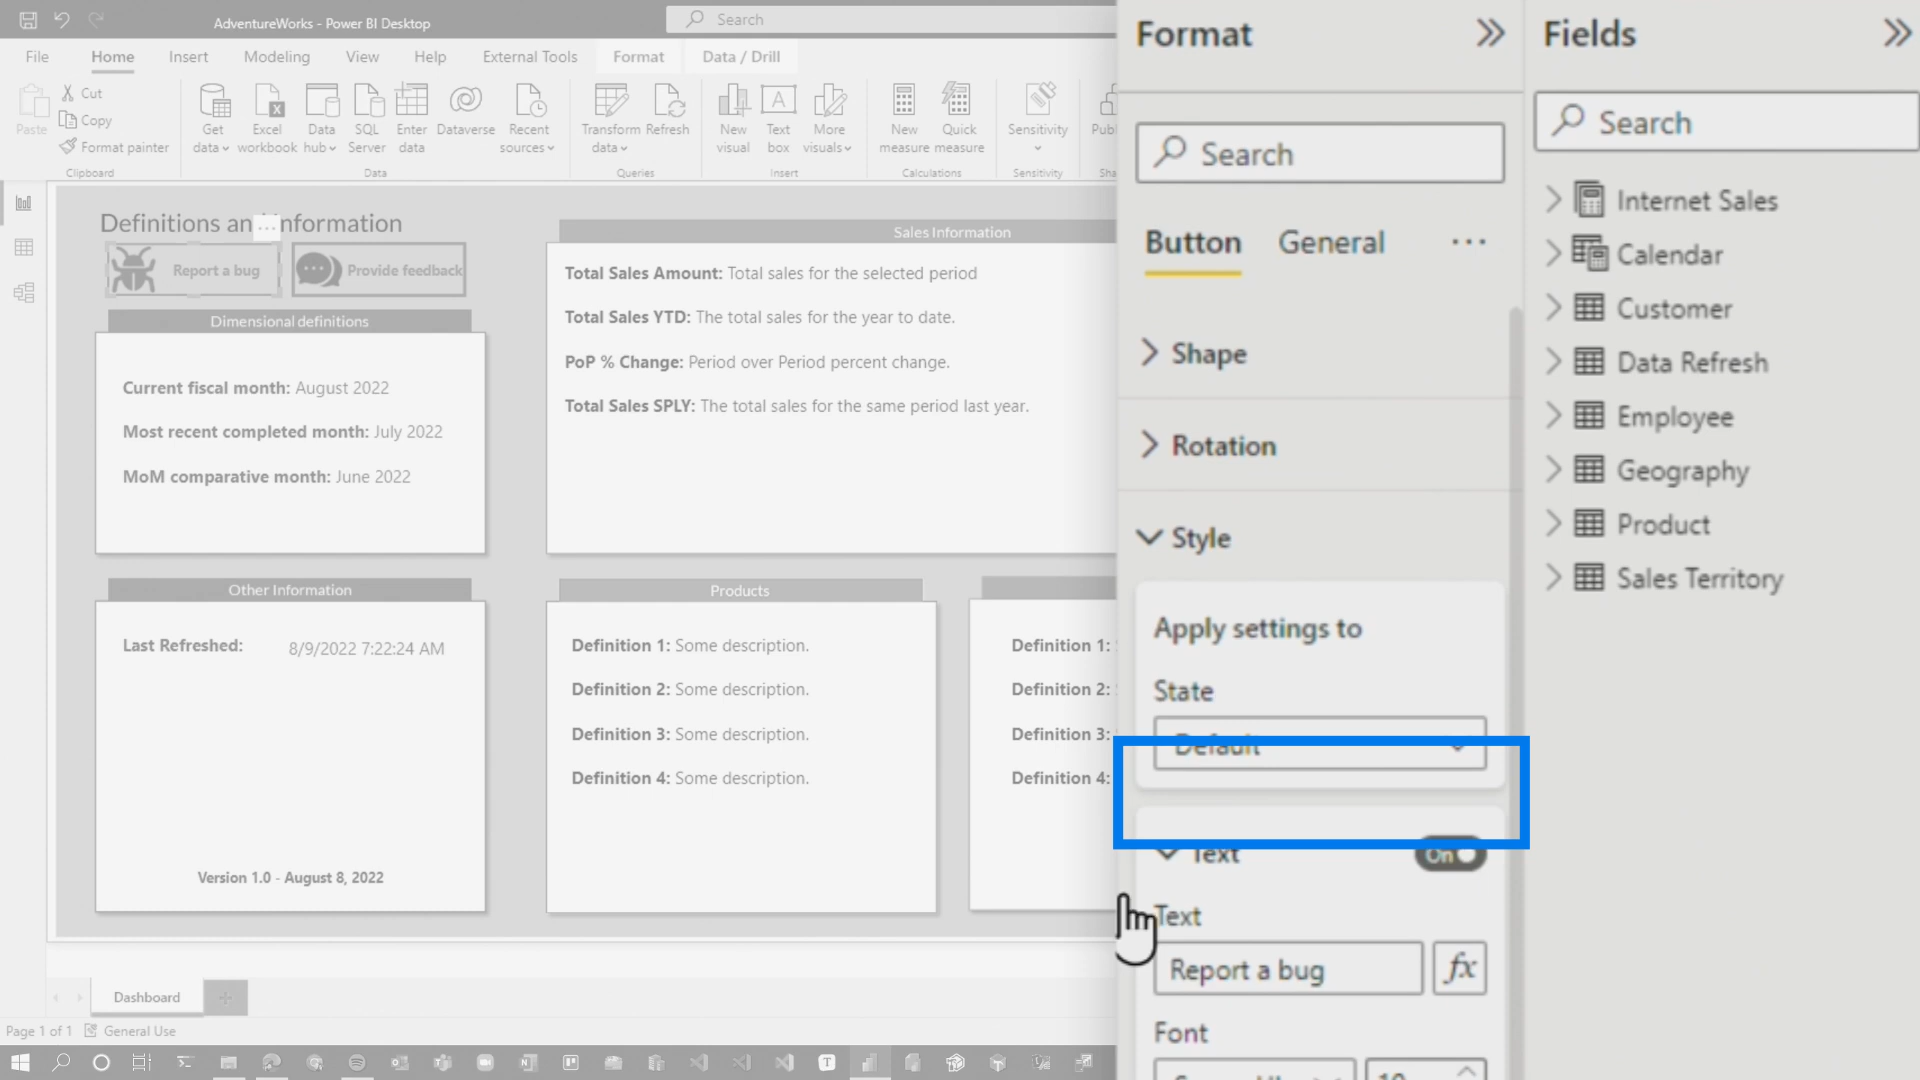 AdventureWorks - Power BI Desktop
Search
File Home Insert Modeling View Help External Tools Format Data / Drill
Paste
Cut
Copy
Format painter
Clipboard
Get data
Excel workbook
Data hub
SQL Server
Enter data
Dataverse
Recent sources
Data
Transform data
Refresh
Queries
New visual
Text box
More visuals
Insert
New measure
Quick measure
Calculations
Sensitivity
Sensitivity
Definitions an
nformation
Report a bug
Provide feedback
Dimensional definitions
Current fiscal month: August 2022
Most recent completed month: July 2022
MoM comparative month: June 2022
Sales Information
Total Sales Amount: Total sales for the selected period
Total Sales YTD: The total sales for the year to date.
PoP % Change: Period over Period percent change.
Total Sales SPLY: The total sales for the same period last year.
Other Information
Last Refreshed: 8/9/2022 7:22:24 AM
Version 1.0 - August 8, 2022
Products
Definition 1: Some description.
Definition 2: Some description.
Definition 3: Some description.
Definition 4: Some description.
Definition 1:
Definition 2:
Definition 3:
Definition 4:
Dashboard
Page 1 of 1 General Use
Format
Search
Button General
Shape
Rotation
Style
Apply settings to
State
Default
Text
On
Text
Report a bug
fx
Font
Fields
Search
Internet Sales
Calendar
Customer
Data Refresh
Employee
Geography
Product
Sales Territory